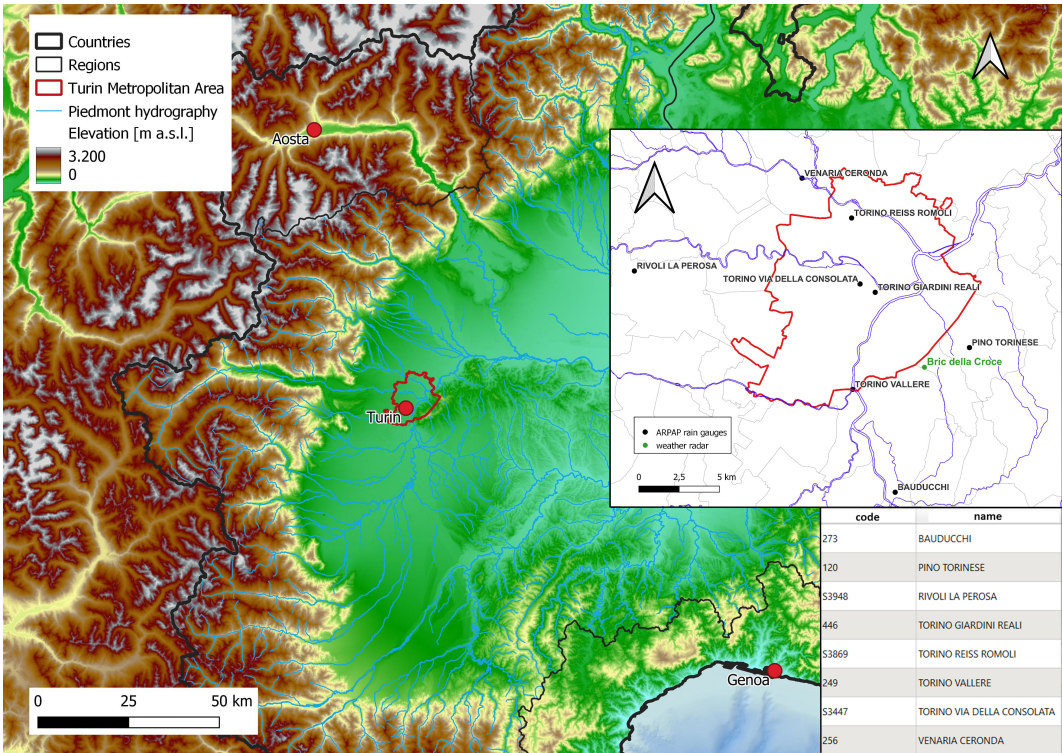 Countries
Regions
Turin Metropolitan Area
Piedmont hydrography
Elevation [m a.s.l.]
3.200
0
Aosta
Turin
Genoa
0 25 50 km
VENARIA CERONDA
TORINO REISS ROMOLI
RIVOLI LA PEROSA
TORINO VIA DELLA CONSOLATA
TORINO GIARDINI REALI
PINO TORINESE
Bric della Croce
TORINO VALLERE
BAUDUCCHI
ARPAP rain gauges
weather radar
0 2,5 5 km
code name
273 BAUDUCCHI
120 PINO TORINESE
S3948 RIVOLI LA PEROSA
446 TORINO GIARDINI REALI
S3869 TORINO REISS ROMOLI
249 TORINO VALLERE
S3447 TORINO VIA DELLA CONSOLATA
256 VENARIA CERONDA